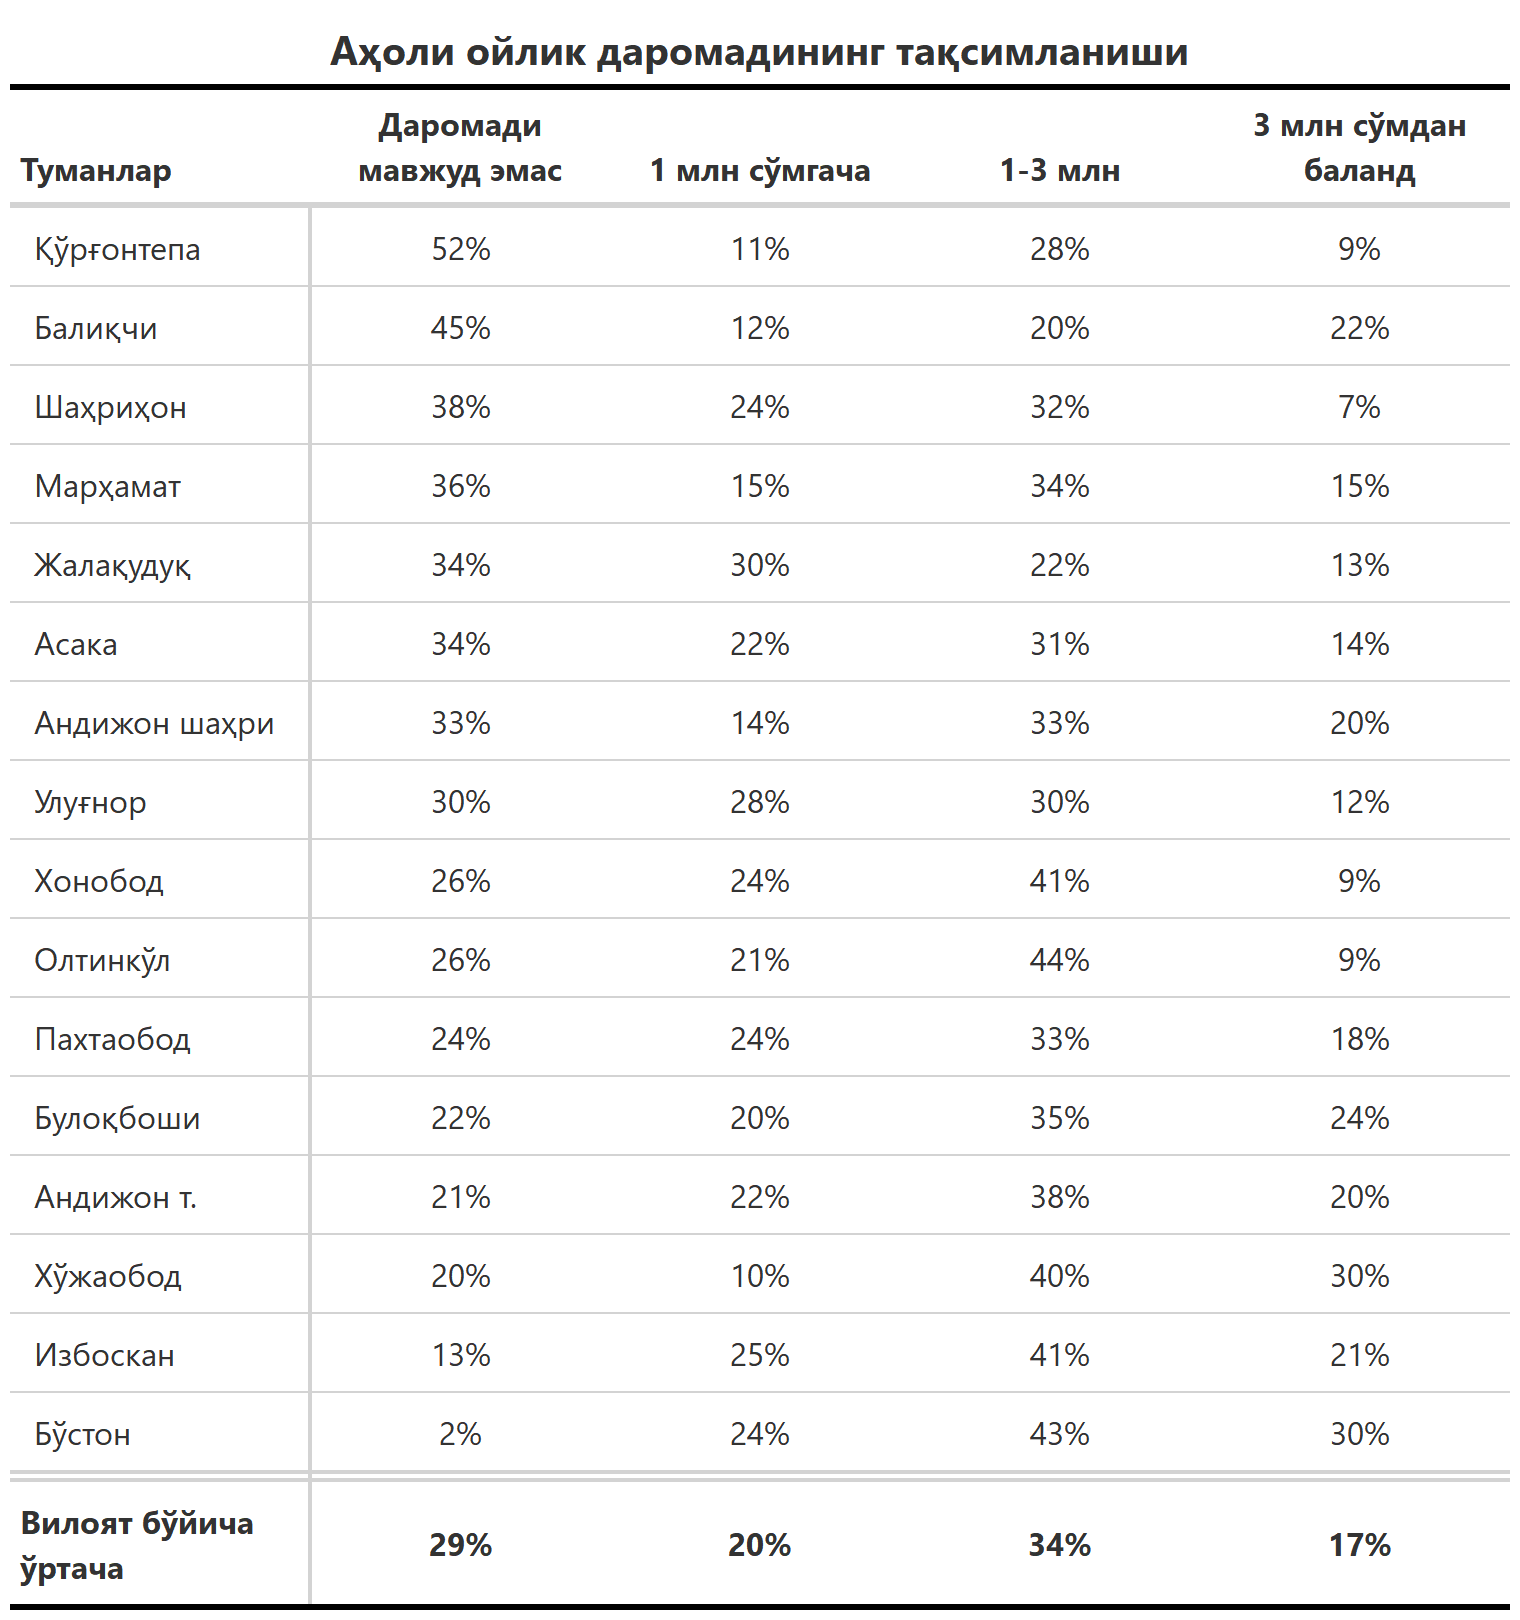 Аҳоли ойлик даромадининг тақсимланиши
Туманлар Даромади мавжуд эмас 1 млн сўмгача 1-3 млн 3 млн сўмдан баланд
Қўрғонтепа 52% 11% 28% 9%
Балиқчи 45% 12% 20% 22%
Шаҳриҳон 38% 24% 32% 7%
Марҳамат 36% 15% 34% 15%
Жалақудуқ 34% 30% 22% 13%
Асака 34% 22% 31% 14%
Андижон шаҳри 33% 14% 33% 20%
Улуғнор 30% 28% 30% 12%
Хонобод 26% 24% 41% 9%
Олтинкўл 26% 21% 44% 9%
Пахтаобод 24% 24% 33% 18%
Булоқбоши 22% 20% 35% 24%
Андижон т. 21% 22% 38% 20%
Хўжаобод 20% 10% 40% 30%
Избоскан 13% 25% 41% 21%
Бўстон 2% 24% 43% 30%
Вилоят бўйича ўртача 29% 20% 34% 17%